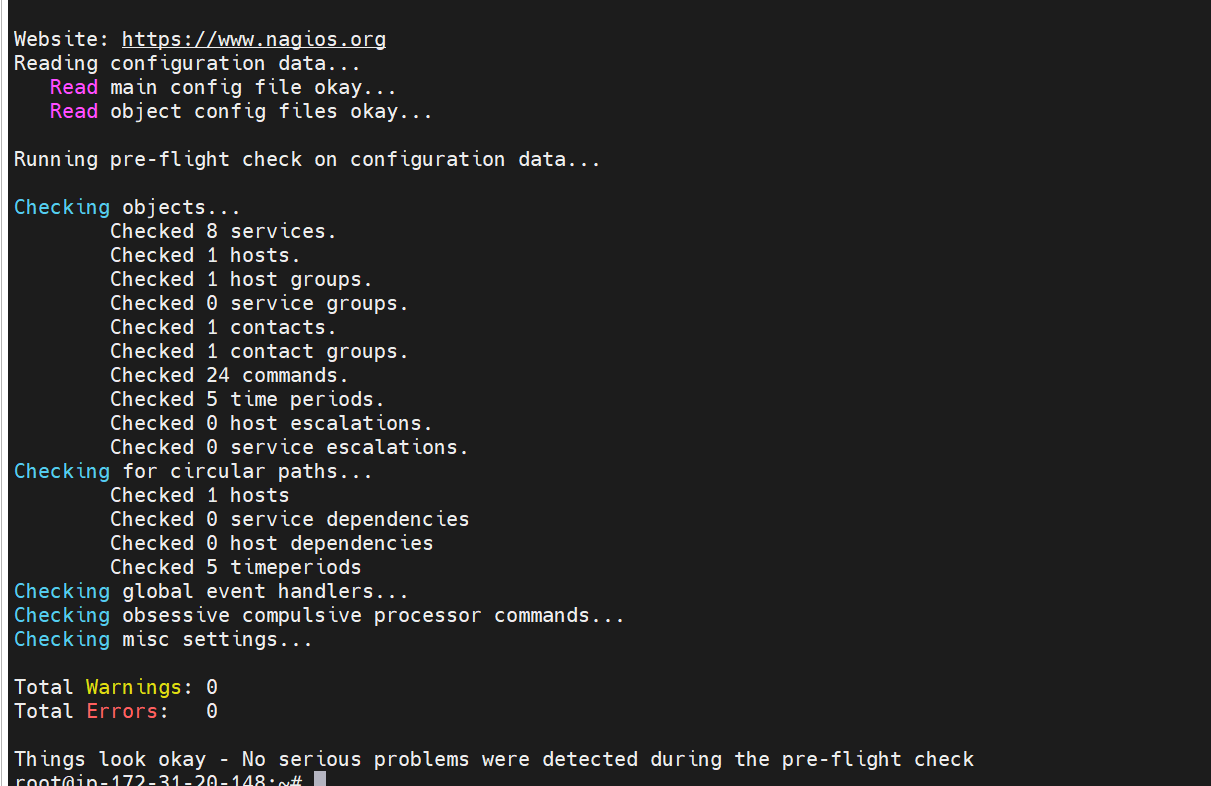 Website: https://www.nagios.org
Reading configuration data...
Read main config file okay...
Read object config files okay...
Running pre-flight check on configuration data...
Checking objects...
Checked 8 services.
Checked 1 hosts.
Checked 1 host groups.
Checked 0 service groups.
Checked 1 contacts.
Checked 1 contact groups.
Checked 24 commands.
Checked 5 time periods.
Checked 0 host escalations.
Checked 0 service escalations.
Checking for circular paths...
Checked 1 hosts
Checked 0 service dependencies
Checked 0 host dependencies
Checked 5 timeperiods
Checking global event handlers...
Checking obsessive compulsive processor commands...
Checking misc settings...
Total Warnings: 0
Total Errors: 0
Things look okay - No serious problems were detected during the pre-flight check
root@ip-172-31-20-148:~#